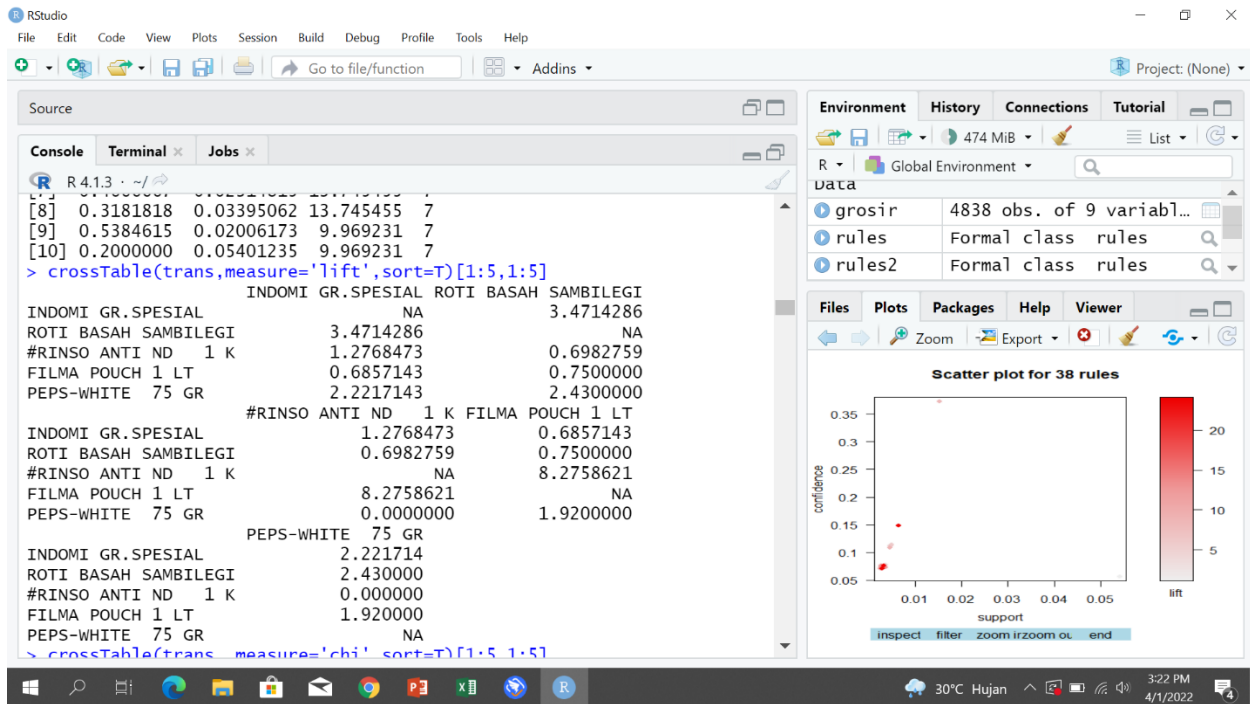 RStudio
File Edit Code View Plots Session Build Debug Profile Tools Help
Go to file/function Addins Project: (None)
Source
Console Terminal Jobs
R 4.1.3 · ~/
[8] 0.3181818 0.03395062 13.745455 7
[9] 0.5384615 0.02006173 9.969231 7
[10] 0.2000000 0.05401235 9.969231 7
> crossTable(trans,measure='lift',sort=T)[1:5,1:5]
INDOMI GR.SPESIAL ROTI BASAH SAMBILEGI
INDOMI GR.SPESIAL NA 3.4714286
ROTI BASAH SAMBILEGI 3.4714286 NA
#RINSO ANTI ND 1 K 1.2768473 0.6982759
FILMA POUCH 1 LT 0.6857143 0.7500000
PEPS-WHITE 75 GR 2.2217143 2.4300000
#RINSO ANTI ND 1 K FILMA POUCH 1 LT
INDOMI GR.SPESIAL 1.2768473 0.6857143
ROTI BASAH SAMBILEGI 0.6982759 0.7500000
#RINSO ANTI ND 1 K NA 8.2758621
FILMA POUCH 1 LT 8.2758621 NA
PEPS-WHITE 75 GR 0.0000000 1.9200000
PEPS-WHITE 75 GR
INDOMI GR.SPESIAL 2.221714
ROTI BASAH SAMBILEGI 2.430000
#RINSO ANTI ND 1 K 0.000000
FILMA POUCH 1 LT 1.920000
PEPS-WHITE 75 GR NA
> crossTable(trans, measure='chi',sort=T)[1:5,1:5]
Environment History Connections Tutorial
474 MiB List
R Global Environment
Data
grosir 4838 obs. of 9 variabl…
rules Formal class rules
rules2 Formal class rules
Files Plots Packages Help Viewer
Zoom Export
Scatter plot for 38 rules
0.35
0.3
0.25
0.2
0.15
0.1
0.05
confidence
0.01 0.02 0.03 0.04 0.05
support
20
15
10
5
lift
inspect filter zoom in zoom ou end
30°C Hujan
3:22 PM
4/1/2022
4